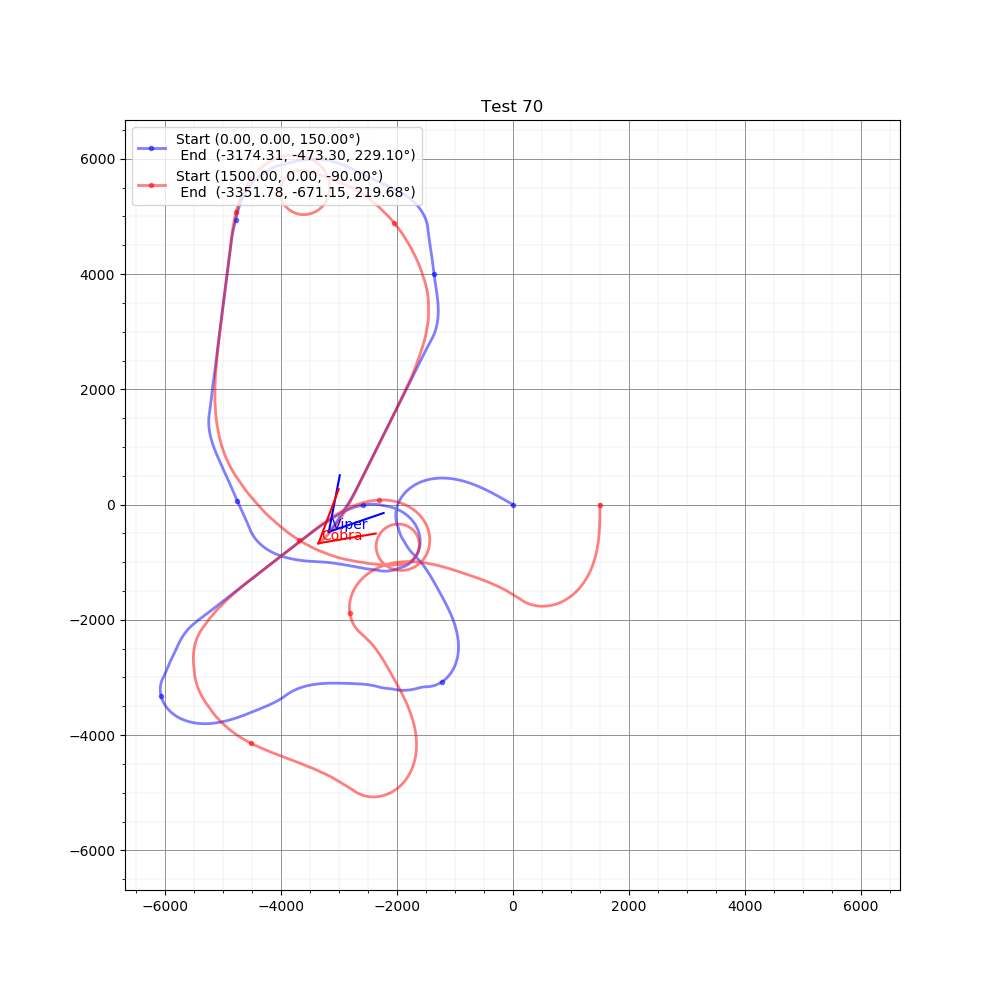 Test 70
Start (0.00, 0.00, 150.00°)
End (-3174.31, -473.30, 229.10°)
Start (1500.00, 0.00, -90.00°)
End (-3351.78, -671.15, 219.68°)
6000
4000
2000
0
−2000
−4000
−6000
Viper
Cobra
−6000 −4000 −2000 0 2000 4000 6000